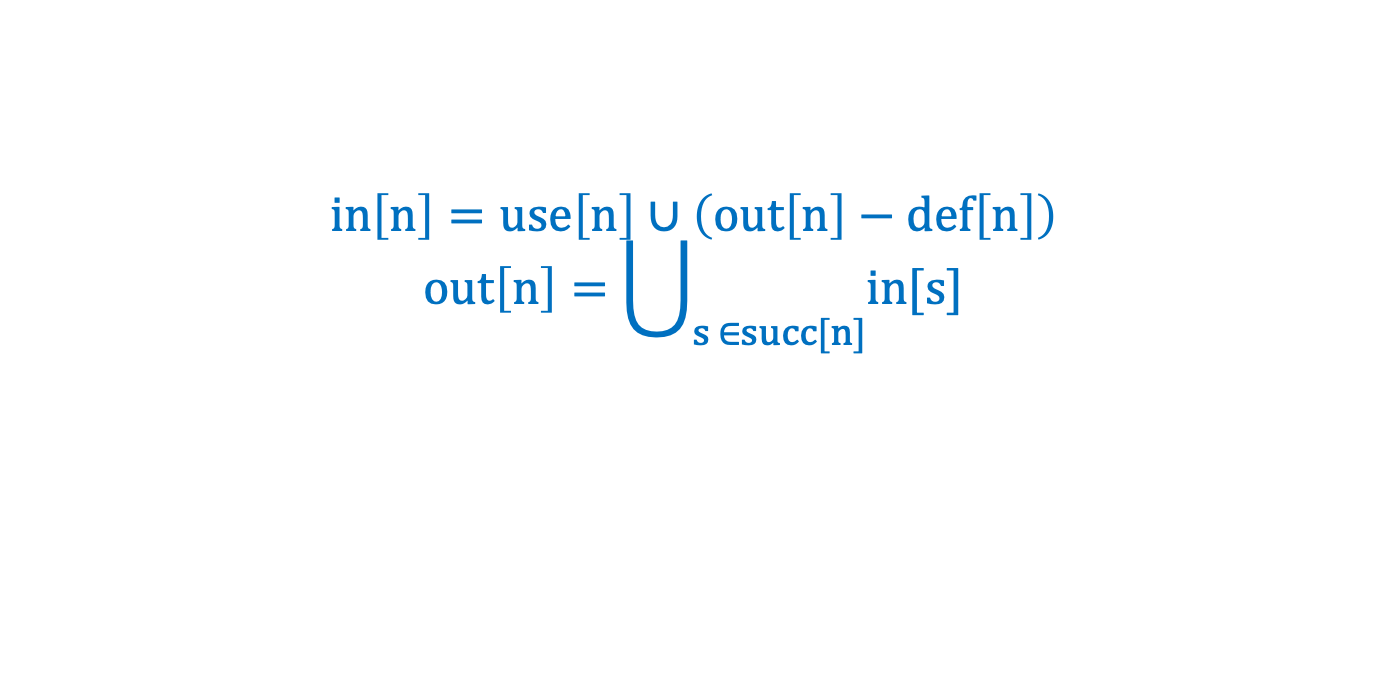 in[n] = use[n] ∪ (out[n] − def[n])
out[n] = ⋃ s ∈succ[n] in[s]